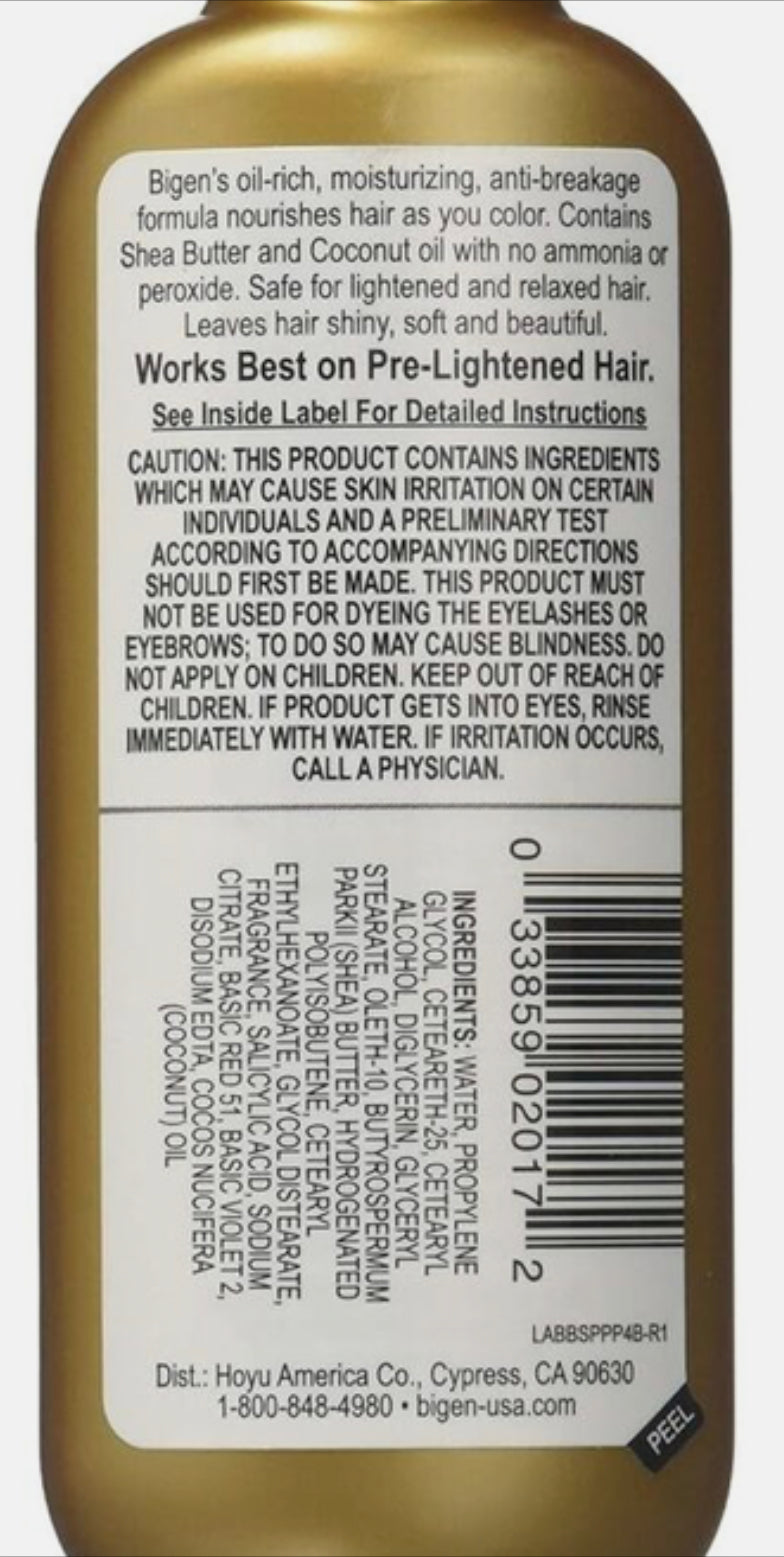 Bigen's oil-rich, moisturizing, anti-breakage
formula nourishes hair as you color. Contains
Shea Butter and Coconut oil with no ammonia or
peroxide. Safe for lightened and relaxed hair.
Leaves hair shiny, soft and beautiful.
Works Best on Pre-Lightened Hair.
See Inside Label For Detailed Instructions
CAUTION: THIS PRODUCT CONTAINS INGREDIENTS
WHICH MAY CAUSE SKIN IRRITATION ON CERTAIN
INDIVIDUALS AND A PRELIMINARY TEST
ACCORDING TO ACCOMPANYING DIRECTIONS
SHOULD FIRST BE MADE. THIS PRODUCT MUST
NOT BE USED FOR DYEING THE EYELASHES OR
EYEBROWS; TO DO SO MAY CAUSE BLINDNESS. DO
NOT APPLY ON CHILDREN. KEEP OUT OF REACH OF
CHILDREN. IF PRODUCT GETS INTO EYES, RINSE
IMMEDIATELY WITH WATER. IF IRRITATION OCCURS,
CALL A PHYSICIAN.
0 33859 02017 2
INGREDIENTS: WATER, PROPYLENE
GLYCOL, CETEARETH-25, CETEARYL
ALCOHOL, DIGLYCERIN, GLYCERYL
STEARATE, OLETH-10, BUTYROSPERMUM
PARKII (SHEA) BUTTER, HYDROGENATED
POLYISOBUTENE, CETEARYL
ETHYLHEXANOATE, GLYCOL DISTEARATE,
FRAGRANCE, SALICYLIC ACID, SODIUM
CITRATE, BASIC RED 51, BASIC VIOLET 2,
DISODIUM EDTA, COCOS NUCIFERA
(COCONUT) OIL
LABBSPPP4B-R1
Dist.: Hoyu America Co., Cypress, CA 90630
1-800-848-4980 • bigen-usa.com
PEEL